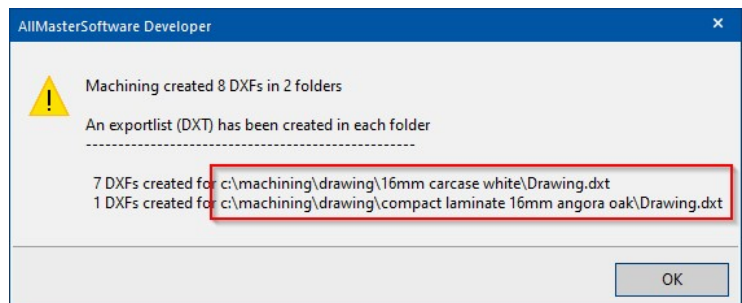 AllMasterSoftware Developer
Machining created 8 DXFs in 2 folders
An exportlist (DXT) has been created in each folder
----------------------------------------------------
7 DXFs created for c:\machining\drawing\16mm carcase white\Drawing.dxt
1 DXFs created for c:\machining\drawing\compact laminate 16mm angora oak\Drawing.dxt
OK